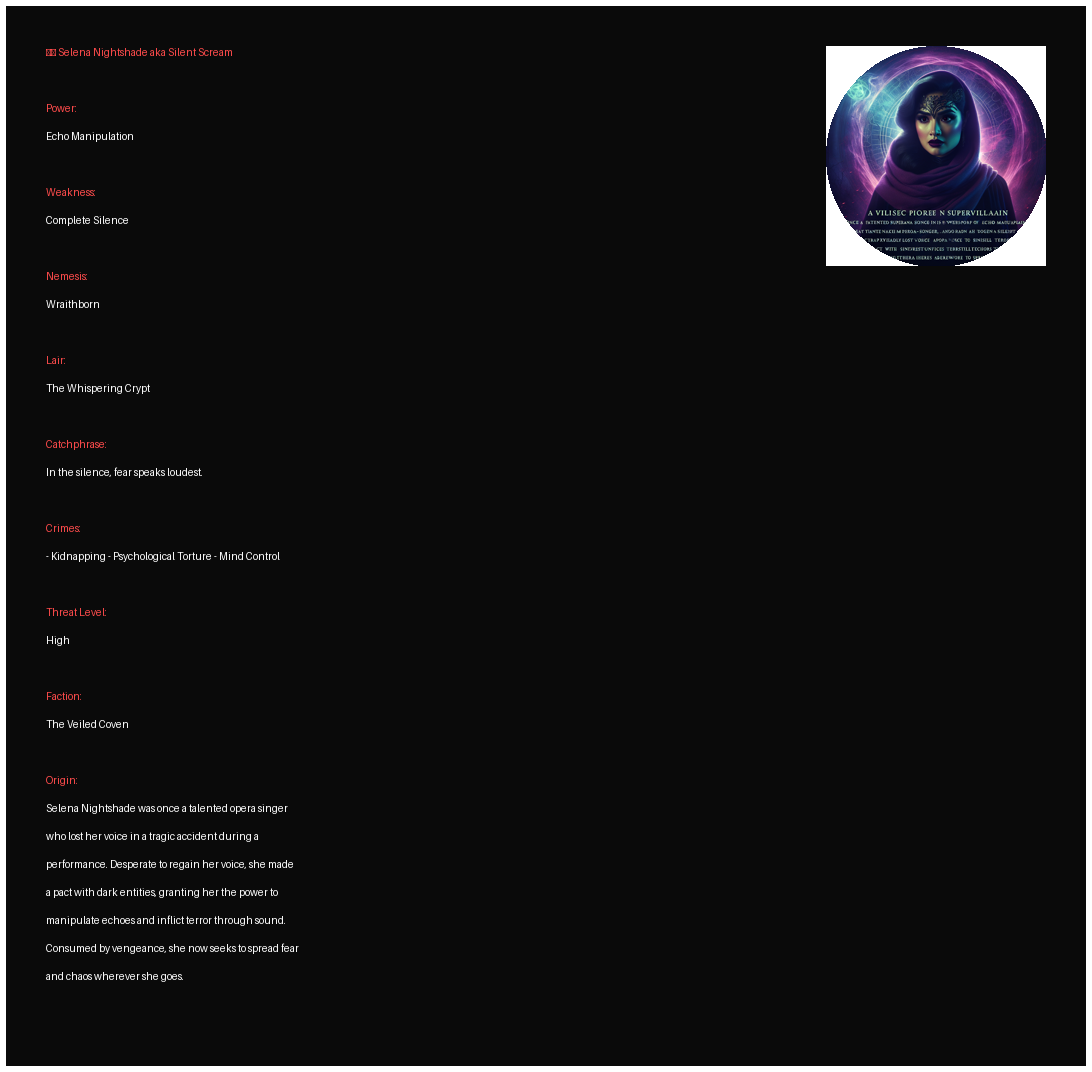 Selena Nightshade aka Silent Scream
Power:
Echo Manipulation
Weakness:
Complete Silence
Nemesis:
Wraithborn
Lair:
The Whispering Crypt
Catchphrase:
In the silence, fear speaks loudest.
Crimes:
- Kidnapping - Psychological Torture - Mind Control
Threat Level:
High
Faction:
The Veiled Coven
Origin:
Selena Nightshade was once a talented opera singer
who lost her voice in a tragic accident during a
performance. Desperate to regain her voice, she made
a pact with dark entities, granting her the power to
manipulate echoes and inflict terror through sound.
Consumed by vengeance, she now seeks to spread fear
and chaos wherever she goes.
A VILISEC PIOREE N SUPERVILLAAIN